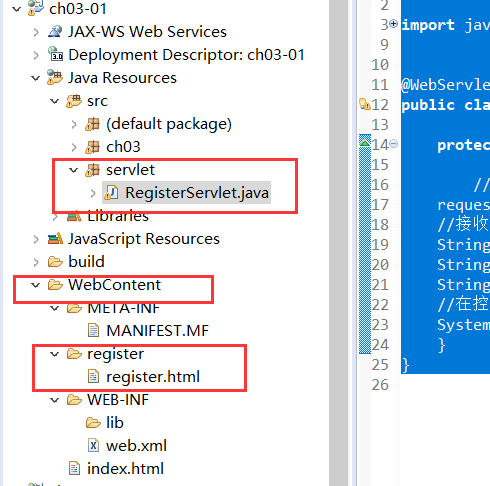 ch03-01
JAX-WS Web Services
Deployment Descriptor: ch03-01
Java Resources
src
(default package)
ch03
servlet
RegisterServlet.java
Libraries
JavaScript Resources
build
WebContent
META-INF
MANIFEST.MF
register
register.html
WEB-INF
lib
web.xml
index.html
2
3 import jav
10
11 @WebServle
12 public clas
13
14 protec
15
16 //
17 reques
18 //接收
19 String
20 String
21 String
22 //在控
23 System
24 }
25 }
26